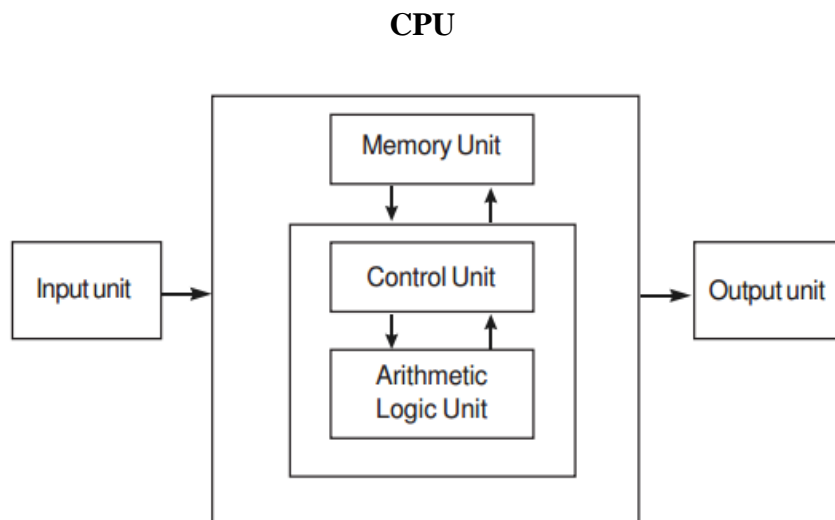 CPU
Memory Unit
Input unit
Control Unit
Output unit
Arithmetic
Logic Unit